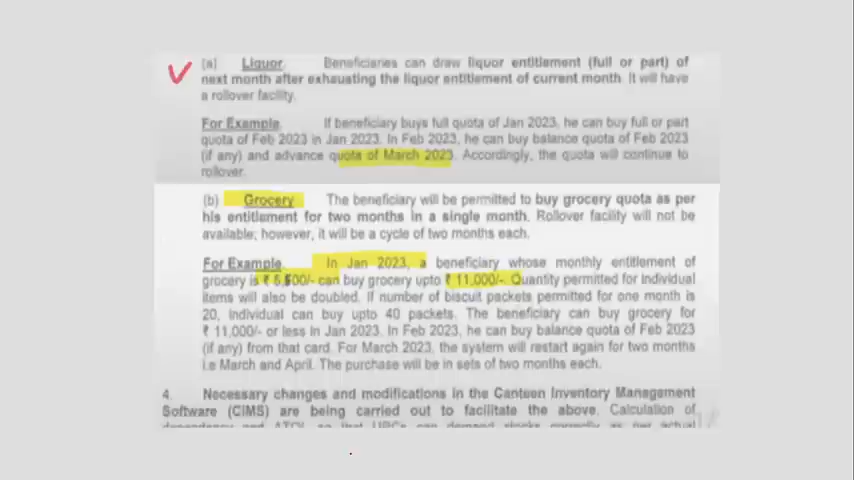 (a) Liquor. Beneficiaries can draw liquor entitlement (full or part) of
next month after exhausting the liquor entitlement of current month. It will have
a rollover facility.
For Example. If beneficiary buys full quota of Jan 2023, he can buy full or part
quota of Feb 2023 in Jan 2023. In Feb 2023, he can buy balance quota of Feb 2023
(if any) and advance quota of March 2023. Accordingly, the quota will continue to
rollover.
(b) Grocery The beneficiary will be permitted to buy grocery quota as per
his entitlement for two months in a single month. Rollover facility will not be
available; however, it will be a cycle of two months each.
For Example. In Jan 2023, a beneficiary whose monthly entitlement of
grocery is ₹ 5,500/- can buy grocery upto ₹ 11,000/-. Quantity permitted for individual
items will also be doubled. If number of biscuit packets permitted for one month is
20, individual can buy upto 40 packets. The beneficiary can buy grocery for
₹ 11,000/- or less in Jan 2023. In Feb 2023, he can buy balance quota of Feb 2023
(if any) from that card. For March 2023, the system will restart again for two months
i.e March and April. The purchase will be in sets of two months each.
4. Necessary changes and modifications in the Canteen Inventory Management
Software (CIMS) are being carried out to facilitate the above. Calculation of
dependency and so that URCs can demand stocks correctly as per actual